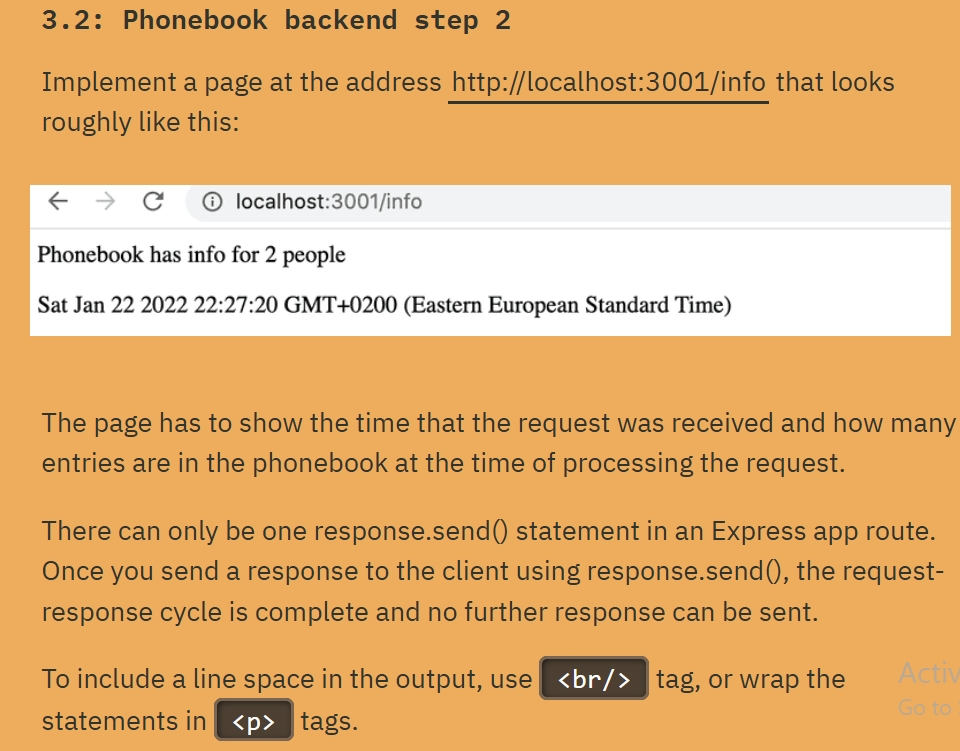 3.2: Phonebook backend step 2
Implement a page at the address http://localhost:3001/info that looks
roughly like this:
localhost:3001/info
Phonebook has info for 2 people
Sat Jan 22 2022 22:27:20 GMT+0200 (Eastern European Standard Time)
The page has to show the time that the request was received and how many
entries are in the phonebook at the time of processing the request.
There can only be one response.send() statement in an Express app route.
Once you send a response to the client using response.send(), the request-
response cycle is complete and no further response can be sent.
To include a line space in the output, use <br/> tag, or wrap the
statements in <p> tags.
Go to